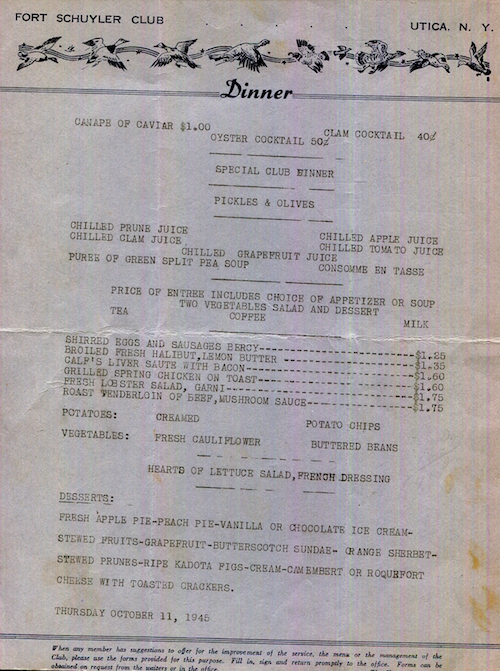 FORT SCHUYLER CLUB
UTICA, N. Y.
Dinner
CANAPE OF CAVIAR $1.00
OYSTER COCKTAIL 50¢
CLAM COCKTAIL 40¢
SPECIAL CLUB DINNER
PICKLES & OLIVES
CHILLED PRUNE JUICE
CHILLED APPLE JUICE
CHILLED CLAM JUICE
CHILLED TOMATO JUICE
CHILLED GRAPEFRUIT JUICE
PUREE OF GREEN SPLIT PEA SOUP
CONSOMME EN TASSE
PRICE OF ENTREE INCLUDES CHOICE OF APPETIZER OR SOUP
TWO VEGETABLES SALAD AND DESSERT
TEA COFFEE MILK
SHIRRED EGGS AND SAUSAGES BERCY--------------------$1.25
BROILED FRESH HALIBUT,LEMON BUTTER -----------------$1.35
CALF'S LIVER SAUTE WITH BACON----------------------$1.60
GRILLED SPRING CHICKEN ON TOAST--------------------$1.60
FRESH LOBSTER SALAD, GARNI-------------------------$1.75
ROAST TENDERLOIN OF BEEF,MUSHROOM SAUCE------------$1.75
POTATOES: CREAMED POTATO CHIPS
VEGETABLES: FRESH CAULIFLOWER BUTTERED BEANS
HEARTS OF LETTUCE SALAD,FRENCH DRESSING
DESSERTS:
FRESH APPLE PIE-PEACH PIE-VANILLA OR CHOCOLATE ICE CREAM-
STEWED FRUITS-GRAPEFRUIT-BUTTERSCOTCH SUNDAE- ORANGE SHERBET-
STEWED PRUNES-RIPE KADOTA FIGS-CREAM-CAMEMBERT OR ROQUEFORT
CHEESE WITH TOASTED CRACKERS.
THURSDAY OCTOBER 11, 1945
When any member has suggestions to offer for the improvement of the service, the menu or the management of the
Club, please use the forms provided for this purpose. Fill in, sign and return promptly to the office. Forms can be
obtained on request from the waiters or in the office.